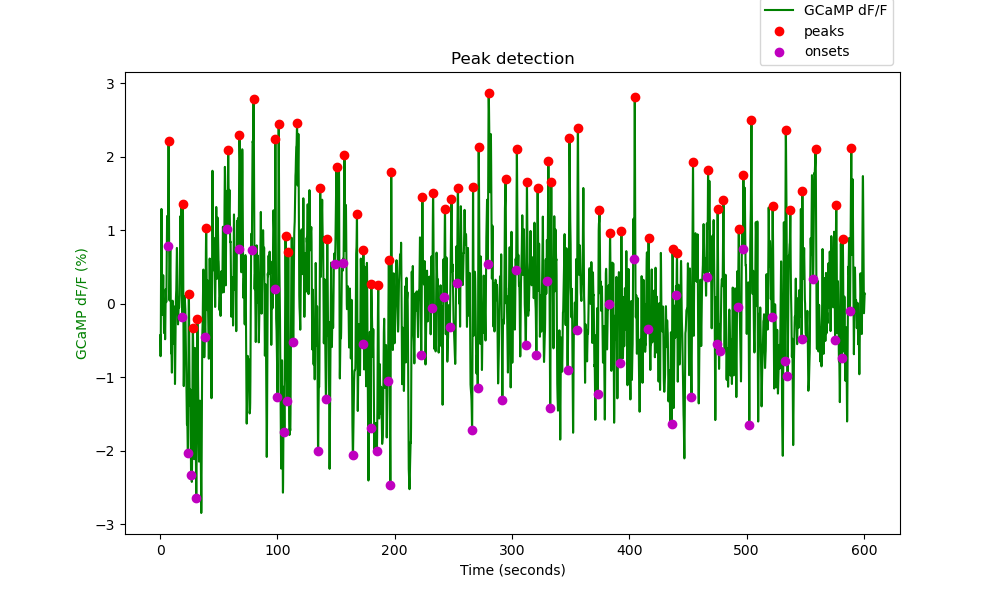 GCaMP dF/F
peaks
onsets
Peak detection
GCaMP dF/F (%)
3
2
1
0
−1
−2
−3
0 100 200 300 400 500 600
Time (seconds)